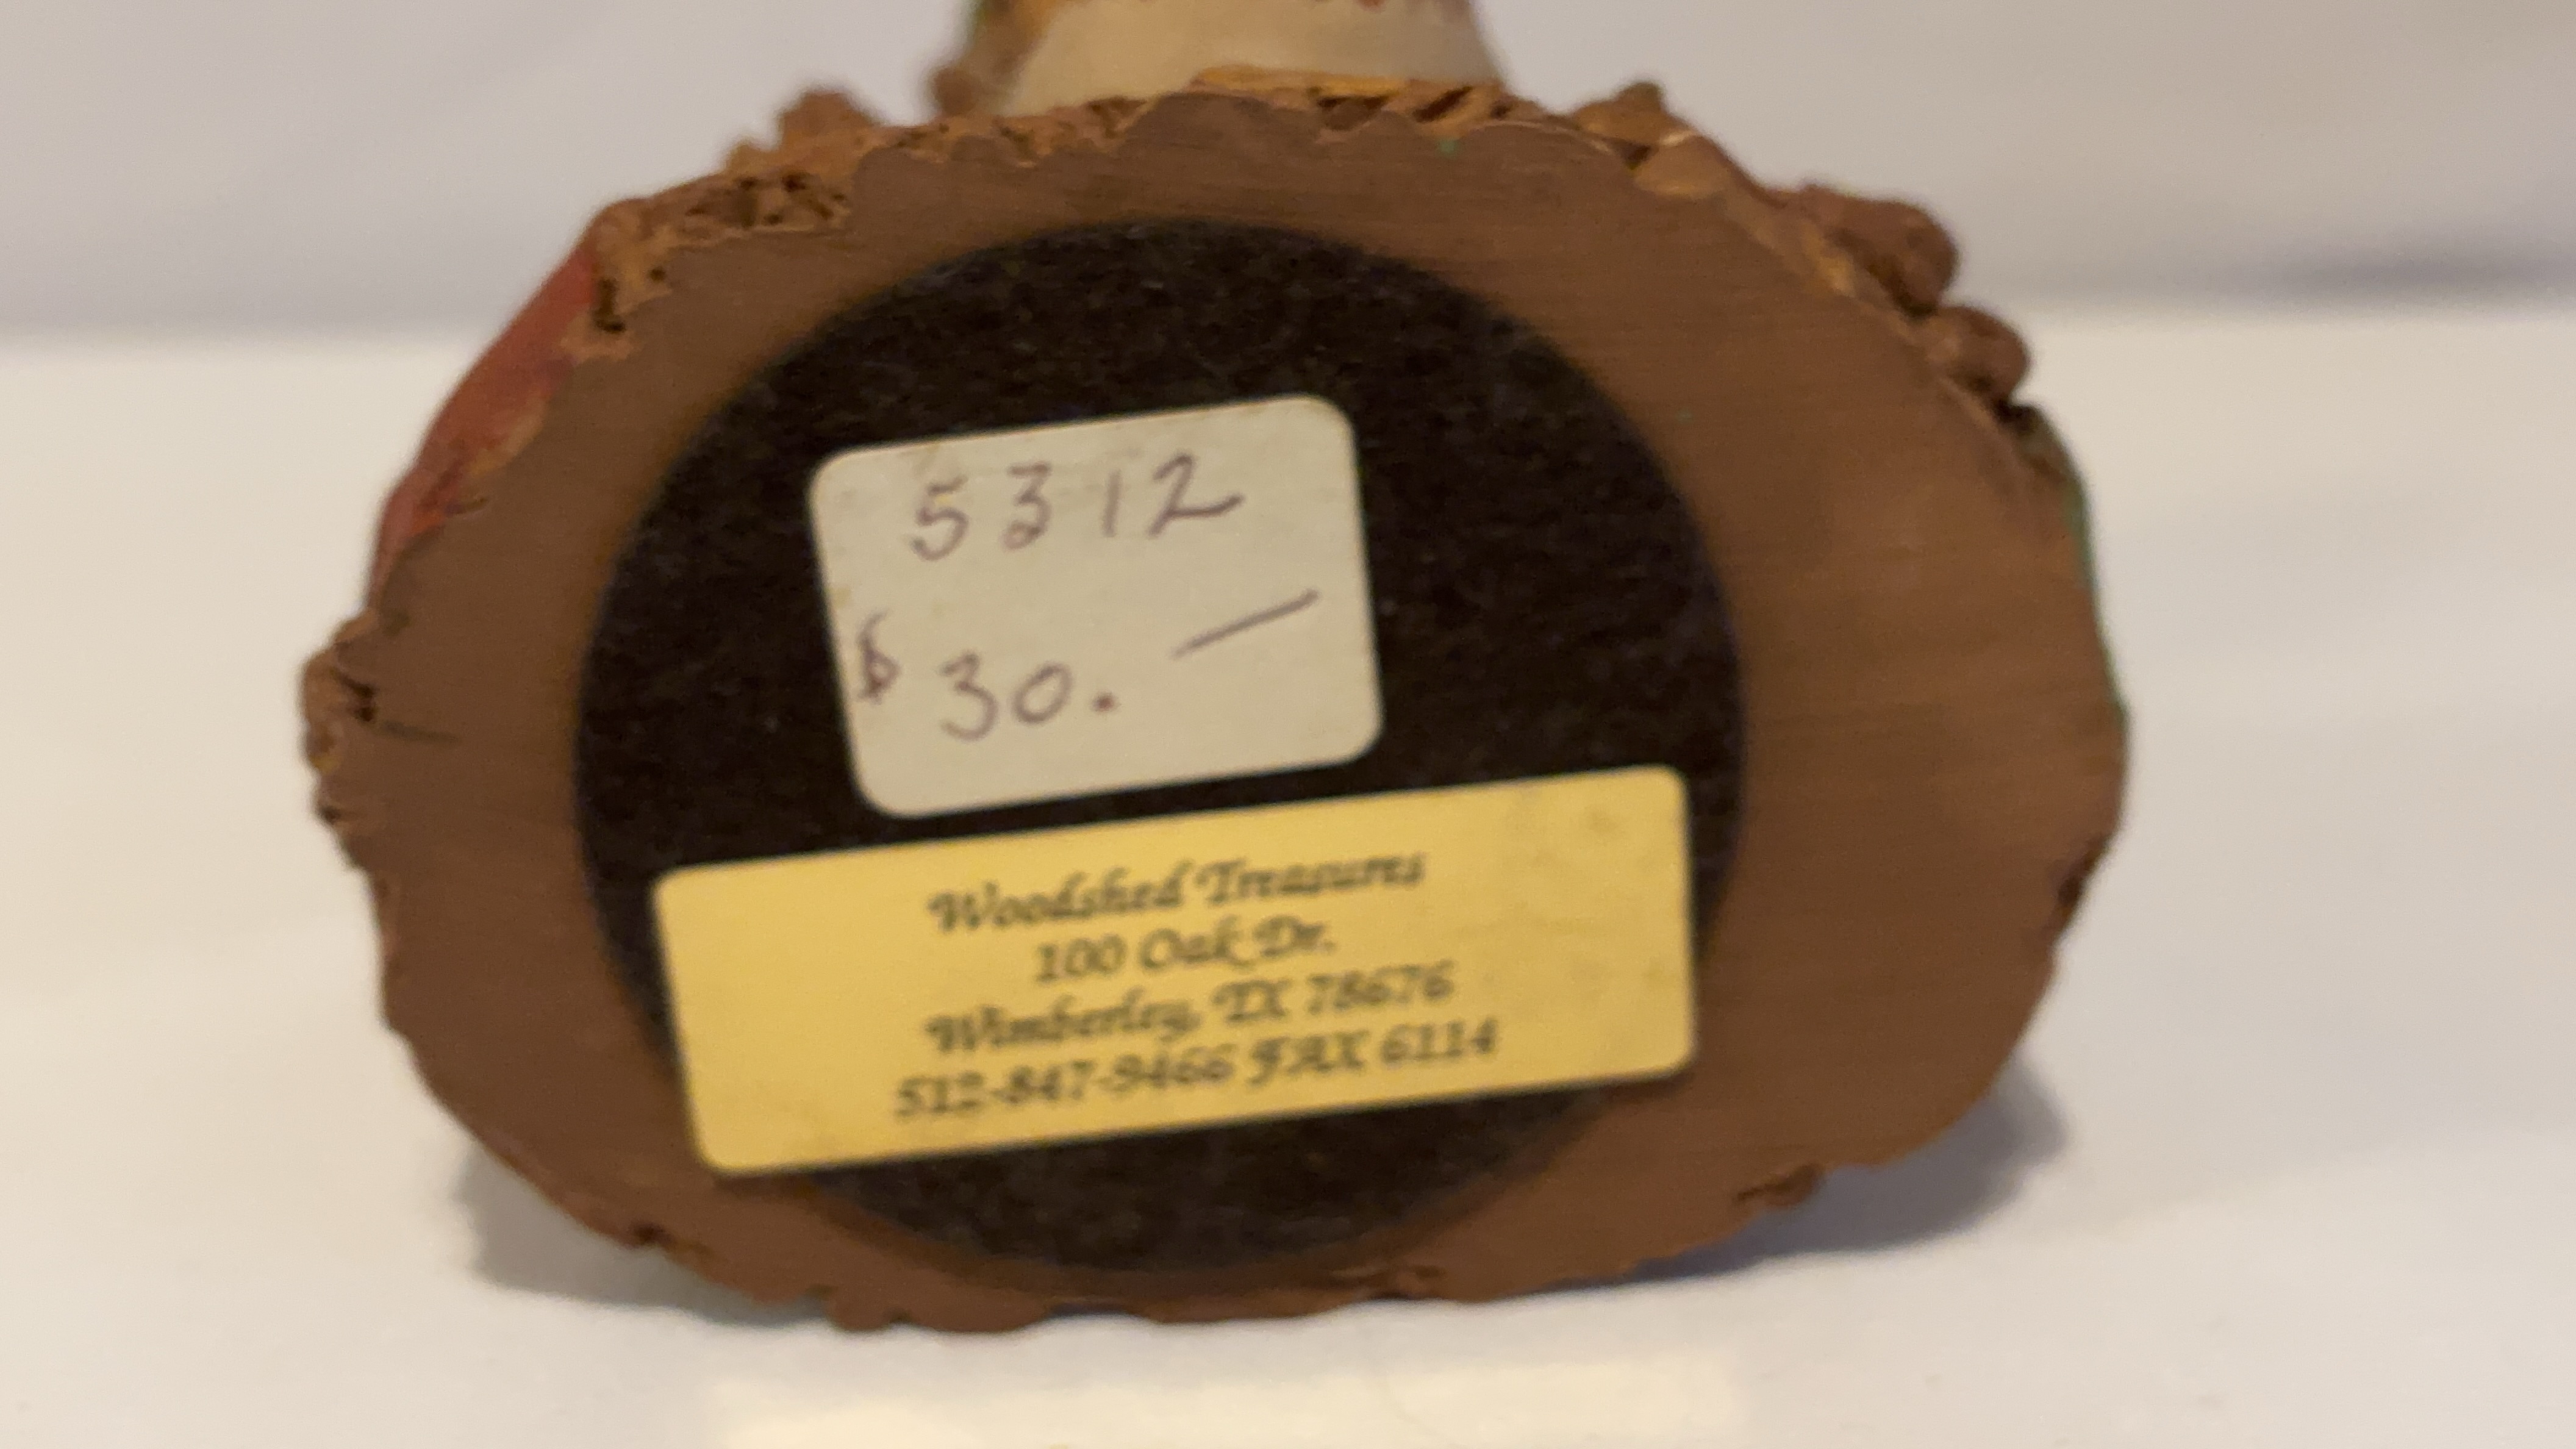 5312
$ 30. —
Woodshed Treasures
100 Oak Dr.
Wimberley, TX 78676
512-847-9466 FAX 6114